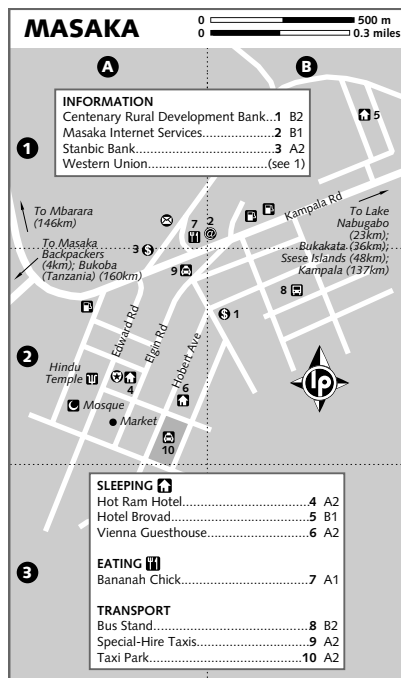 MASAKA
0 500 m
0 0.3 miles
A B
INFORMATION
Centenary Rural Development Bank...1 B2
Masaka Internet Services...................2 B1
Stanbic Bank....................................3 A2
Western Union............................(see 1)
1
5
To Mbarara
(146km)
To Masaka
Backpackers
(4km); Bukoba
(Tanzania) (160km)
7
2
@
3 $
9
Kampala Rd
To Lake
Nabugabo
(23km);
Bukakata (36km);
Ssese Islands (48km);
Kampala (137km)
8
$ 1
Edward Rd
Elgin Rd
Hobert Ave
2
Hindu
Temple
4
6
Mosque
Market
10
lp
3
SLEEPING
Hot Ram Hotel.................................4 A2
Hotel Brovad...................................5 B1
Vienna Guesthouse..........................6 A2
EATING
Bananah Chick.................................7 A1
TRANSPORT
Bus Stand........................................8 B2
Special-Hire Taxis.............................9 A2
Taxi Park.......................................10 A2